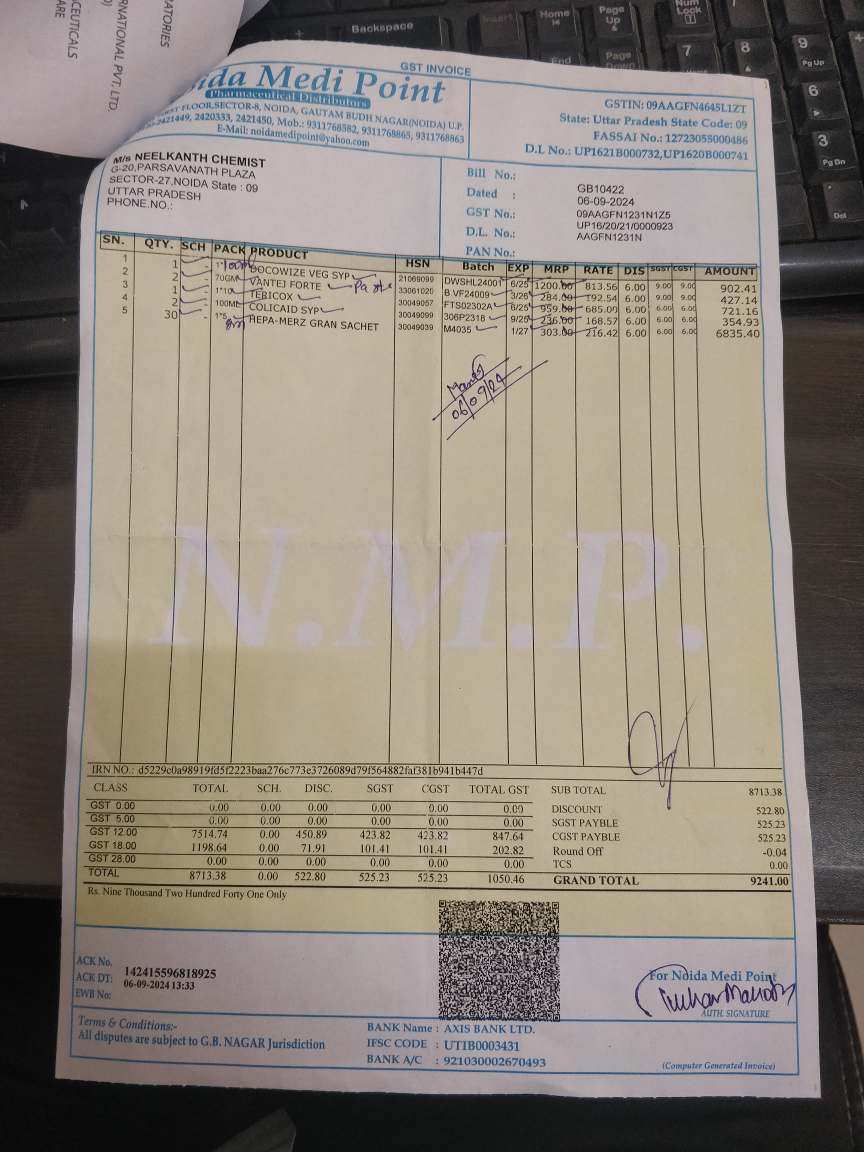 ORATORIES
CEUTICALS
ARE
RNATIONAL PVT. LTD.
Backspace
Insert
Home
Page Up
Num Lock
End
Page Down
7
8
9
Pg Up
6
3
Pg Dn
Del
GST INVOICE
ida Medi Point
Pharmaceutical Distributors
FIRST FLOOR,SECTOR-8, NOIDA, GAUTAM BUDH NAGAR(NOIDA) U.P.
2421449, 2420333, 2421450, Mob.: 9311768582, 9311768865, 9311768863
E-Mail: noidamedipoint@yahoo.com
GSTIN: 09AAGFN4645L1ZT
State: Uttar Pradesh State Code: 09
FASSAI No.: 12723055000486
D.L No.: UP1621B000732,UP1620B000741
M/s NEELKANTH CHEMIST
G-20,PARSAVANATH PLAZA
SECTOR-27,NOIDA State : 09
UTTAR PRADESH
PHONE.NO.:
Bill No.: GB10422
Dated : 06-09-2024
GST No.: 09AAGFN1231N1Z5
D.L. No.: UP16/20/21/0000923
PAN No.: AAGFN1231N
SN. QTY. SCH PACK PRODUCT HSN Batch EXP MRP RATE DIS SGST CGST AMOUNT
1 1 - 100ml DOCOWIZE VEG SYP 21069099 DWSHL24001 6/25 1200.00 813.56 6.00 9.00 9.00 902.41
2 2 - 70GM VANTEJ FORTE 33061020 B.VF24009 3/26 284.00 6.00 9.00 9.00 427.14
3 1 - 1*10 TERICOX 30049057 FTS02302A 6/25 959.00 685.00 6.00 6.00 6.00 721.16
4 2 - 100ML COLICAID SYP 30049099 306P2318 9/25 236.00 168.57 6.00 6.00 6.00 354.93
5 30 - 1*5 HEPA-MERZ GRAN SACHET 30049039 M4035 1/27 303.00 216.42 6.00 6.00 6.00 6835.40
06/09/24
N.M.P.
IRN NO.: d5229c0a98919fd5f2223baa276c773e3726089d79f564882faf381b941b447d
CLASS TOTAL SCH. DISC. SGST CGST TOTAL GST
GST 0.00 0.00 0.00 0.00 0.00 0.00 0.00
GST 5.00 0.00 0.00 0.00 0.00 0.00 0.00
GST 12.00 7514.74 0.00 450.89 423.82 423.82 847.64
GST 18.00 1198.64 0.00 71.91 101.41 101.41 202.82
GST 28.00 0.00 0.00 0.00 0.00 0.00 0.00
TOTAL 8713.38 0.00 522.80 525.23 525.23 1050.46
SUB TOTAL 8713.38
DISCOUNT 522.80
SGST PAYBLE 525.23
CGST PAYBLE 525.23
Round Off -0.04
TCS 0.00
GRAND TOTAL 9241.00
Rs. Nine Thousand Two Hundred Forty One Only
ACK No. 142415596818925
ACK DT: 06-09-2024 13:33
EWB No:
For Noida Medi Point
AUTH. SIGNATURE
Terms & Conditions:-
All disputes are subject to G.B. NAGAR Jurisdiction
BANK Name : AXIS BANK LTD.
IFSC CODE : UTIB0003431
BANK A/C : 921030002670493
(Computer Generated Invoice)